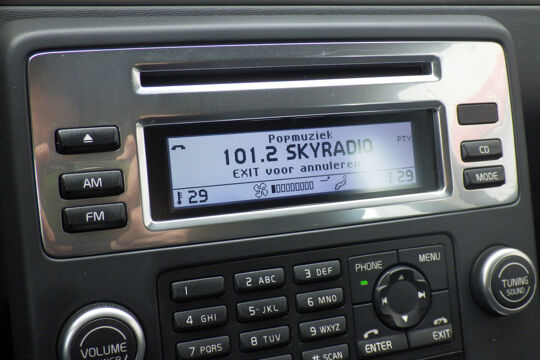 Popmuziek
PTY
101.2 SKYRADIO
EXIT voor annuleren.
29
29
AM
FM
CD
MODE
1
2 ABC
3 DEF
4 GHI
5·JKL
6 MNO
7 PQRS
8 TUV
9 WXYZ
# SCAN
PHONE
MENU
ENTER
EXIT
VOLUME
TUNING
SOUND